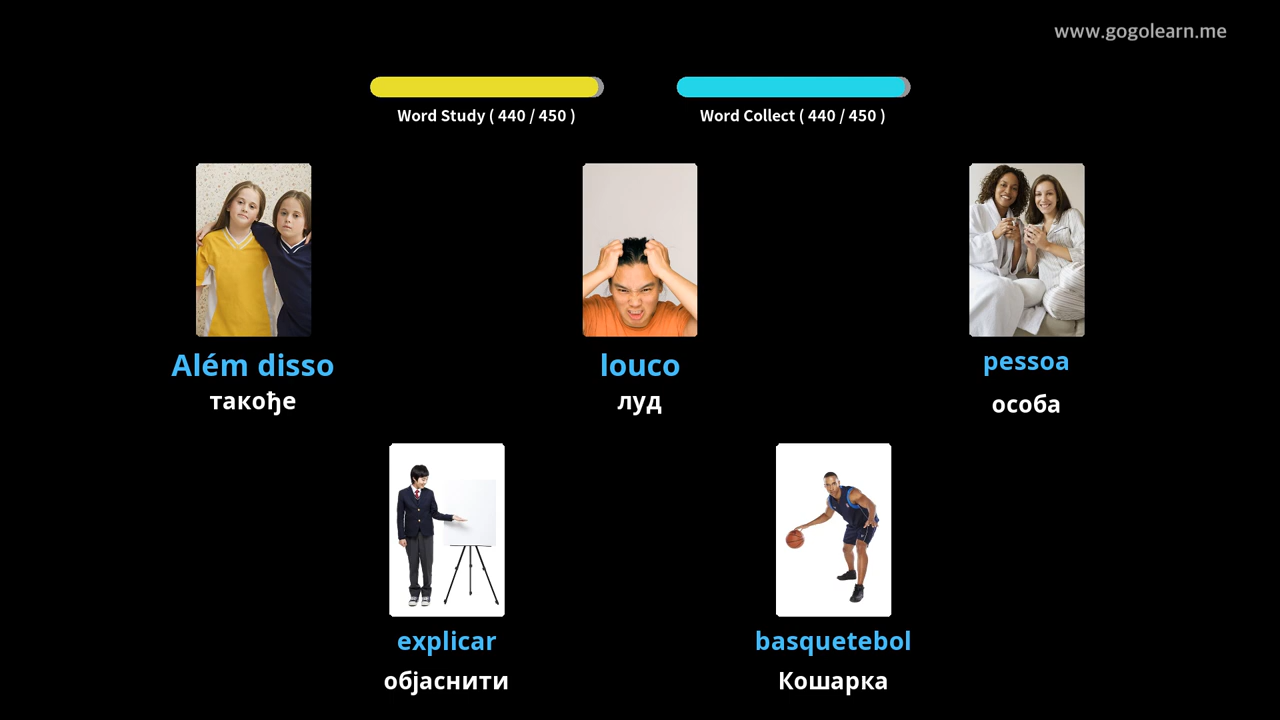 www.gogolearn.me
Word Study ( 440 / 450 )
Word Collect ( 440 / 450 )
Além disso
такође
louco
луд
pessoa
особа
explicar
објаснити
basquetebol
Кошарка